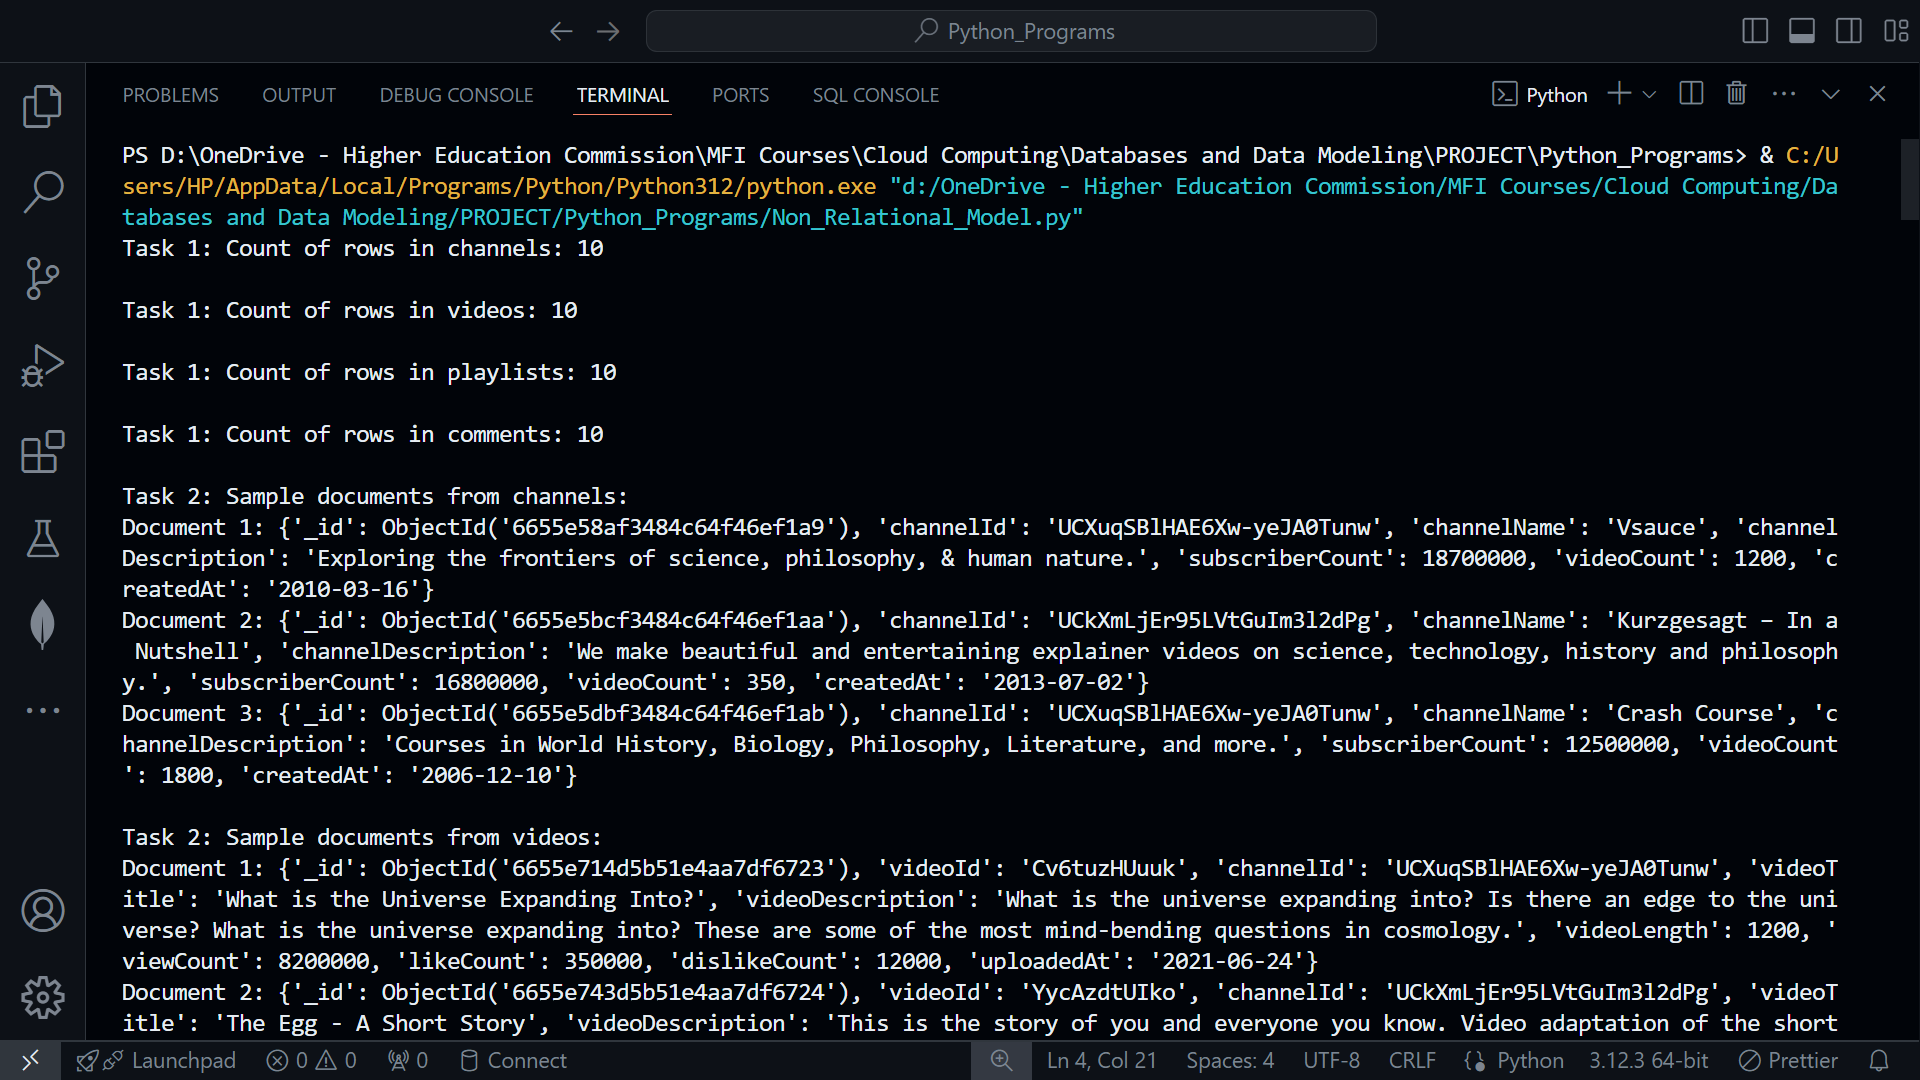 Python_Programs
PROBLEMS OUTPUT DEBUG CONSOLE TERMINAL PORTS SQL CONSOLE Python
PS D:\OneDrive - Higher Education Commission\MFI Courses\Cloud Computing\Databases and Data Modeling\PROJECT\Python_Programs> & C:/U
sers/HP/AppData/Local/Programs/Python/Python312/python.exe "d:/OneDrive - Higher Education Commission/MFI Courses/Cloud Computing/Da
tabases and Data Modeling/PROJECT/Python_Programs/Non_Relational_Model.py"
Task 1: Count of rows in channels: 10
Task 1: Count of rows in videos: 10
Task 1: Count of rows in playlists: 10
Task 1: Count of rows in comments: 10
Task 2: Sample documents from channels:
Document 1: {'_id': ObjectId('6655e58af3484c64f46ef1a9'), 'channelId': 'UCXuqSBlHAE6Xw-yeJA0Tunw', 'channelName': 'Vsauce', 'channel
Description': 'Exploring the frontiers of science, philosophy, & human nature.', 'subscriberCount': 18700000, 'videoCount': 1200, 'c
reatedAt': '2010-03-16'}
Document 2: {'_id': ObjectId('6655e5bcf3484c64f46ef1aa'), 'channelId': 'UCkXmLjEr95LVtGuIm3l2dPg', 'channelName': 'Kurzgesagt – In a
 Nutshell', 'channelDescription': 'We make beautiful and entertaining explainer videos on science, technology, history and philosoph
y.', 'subscriberCount': 16800000, 'videoCount': 350, 'createdAt': '2013-07-02'}
Document 3: {'_id': ObjectId('6655e5dbf3484c64f46ef1ab'), 'channelId': 'UCXuqSBlHAE6Xw-yeJA0Tunw', 'channelName': 'Crash Course', 'c
hannelDescription': 'Courses in World History, Biology, Philosophy, Literature, and more.', 'subscriberCount': 12500000, 'videoCount
': 1800, 'createdAt': '2006-12-10'}
Task 2: Sample documents from videos:
Document 1: {'_id': ObjectId('6655e714d5b51e4aa7df6723'), 'videoId': 'Cv6tuzHUuuk', 'channelId': 'UCXuqSBlHAE6Xw-yeJA0Tunw', 'videoT
itle': 'What is the Universe Expanding Into?', 'videoDescription': 'What is the universe expanding into? Is there an edge to the uni
verse? What is the universe expanding into? These are some of the most mind-bending questions in cosmology.', 'videoLength': 1200, '
viewCount': 8200000, 'likeCount': 350000, 'dislikeCount': 12000, 'uploadedAt': '2021-06-24'}
Document 2: {'_id': ObjectId('6655e743d5b51e4aa7df6724'), 'videoId': 'YycAzdtUIko', 'channelId': 'UCkXmLjEr95LVtGuIm3l2dPg', 'videoT
itle': 'The Egg - A Short Story', 'videoDescription': 'This is the story of you and everyone you know. Video adaptation of the short
Launchpad 0 0 0 Connect Ln 4, Col 21 Spaces: 4 UTF-8 CRLF Python 3.12.3 64-bit Prettier